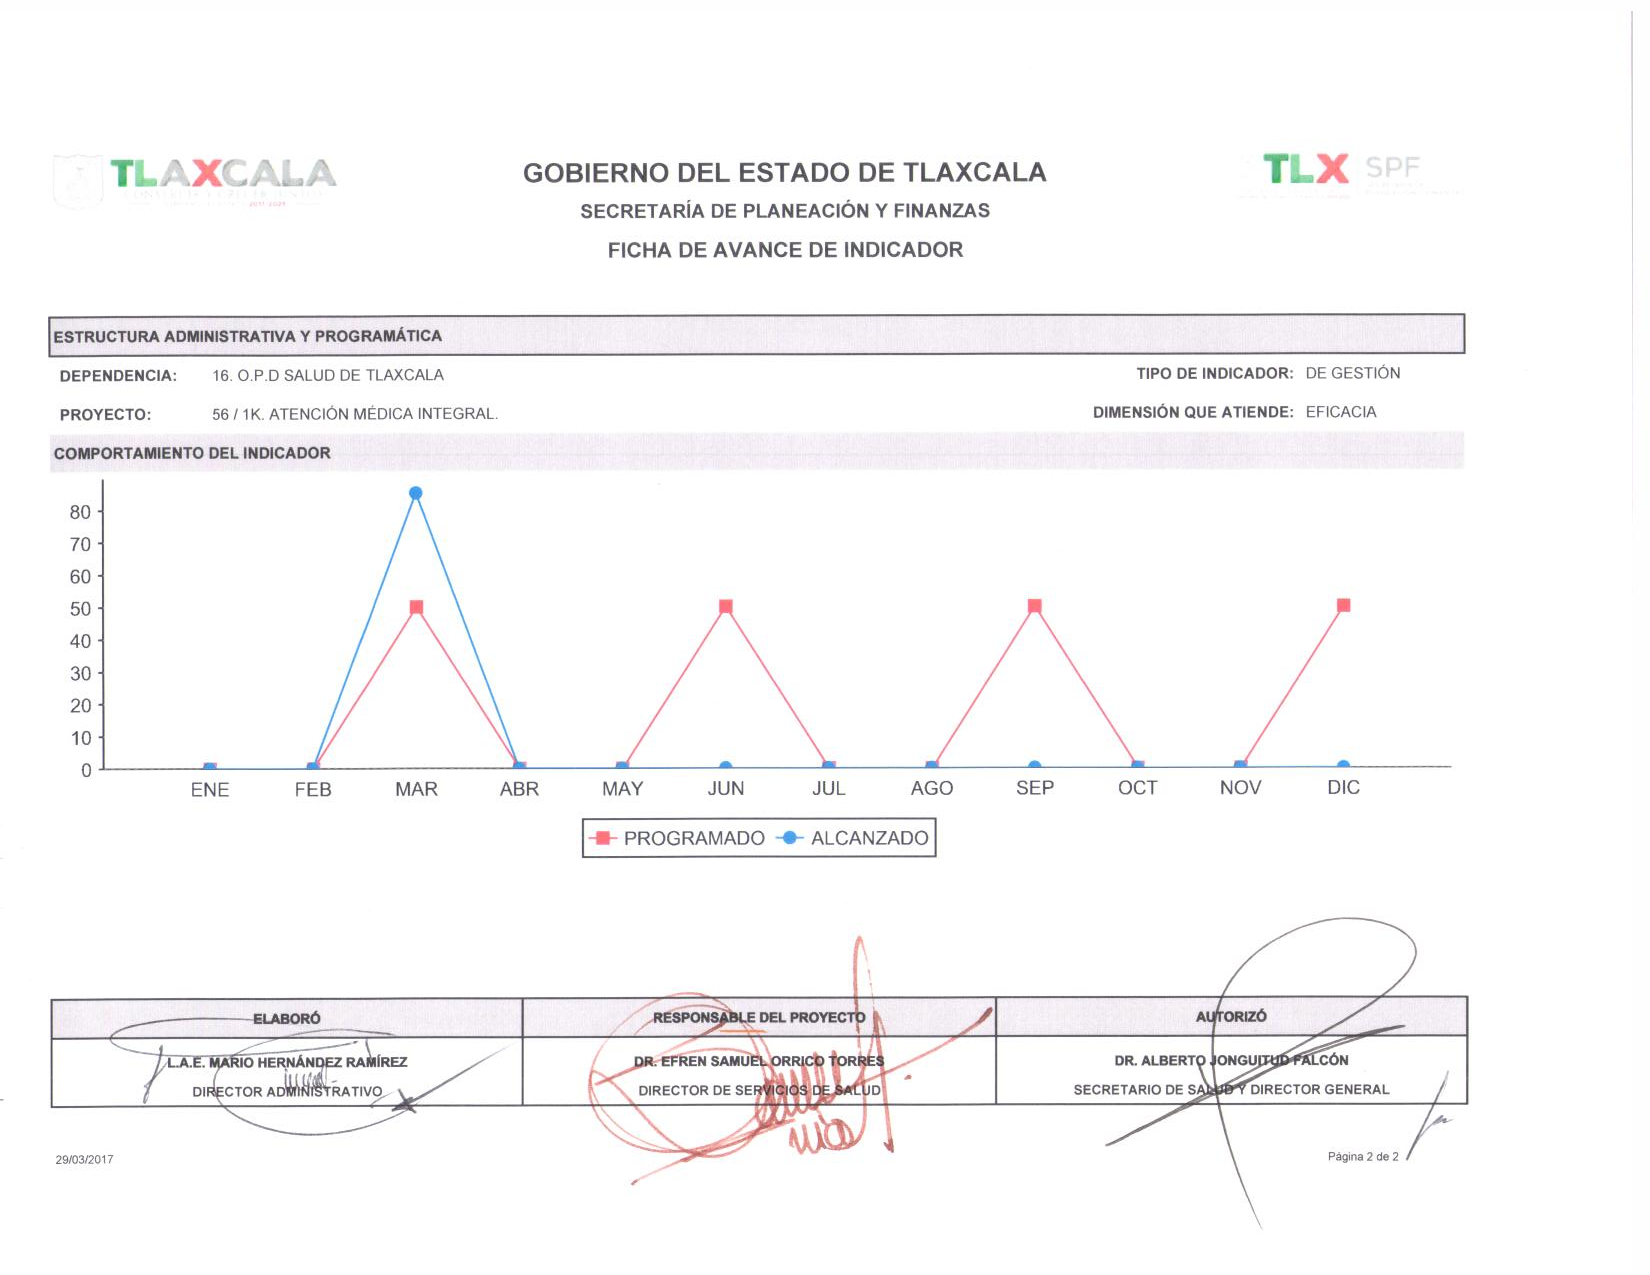 TLAXCALA
TLX SPF
GOBIERNO DEL ESTADO DE TLAXCALA
SECRETARÍA DE PLANEACIÓN Y FINANZAS
FICHA DE AVANCE DE INDICADOR
ESTRUCTURA ADMINISTRATIVA Y PROGRAMÁTICA
DEPENDENCIA: 16. O.P.D SALUD DE TLAXCALA
TIPO DE INDICADOR: DE GESTIÓN
PROYECTO: 56 / 1K. ATENCIÓN MÉDICA INTEGRAL.
DIMENSIÓN QUE ATIENDE: EFICACIA
COMPORTAMIENTO DEL INDICADOR
80
70
60
50
40
30
20
10
0
ENE FEB MAR ABR MAY JUN JUL AGO SEP OCT NOV DIC
PROGRAMADO ALCANZADO
ELABORÓ
L.A.E. MARIO HERNÁNDEZ RAMÍREZ
DIRECTOR ADMINISTRATIVO
RESPONSABLE DEL PROYECTO
DR. EFREN SAMUEL ORRICO TORRES
DIRECTOR DE SERVICIOS DE SALUD
AUTORIZÓ
DR. ALBERTO JONGUITUD FALCÓN
SECRETARIO DE SALUD Y DIRECTOR GENERAL
29/03/2017
Página 2 de 2